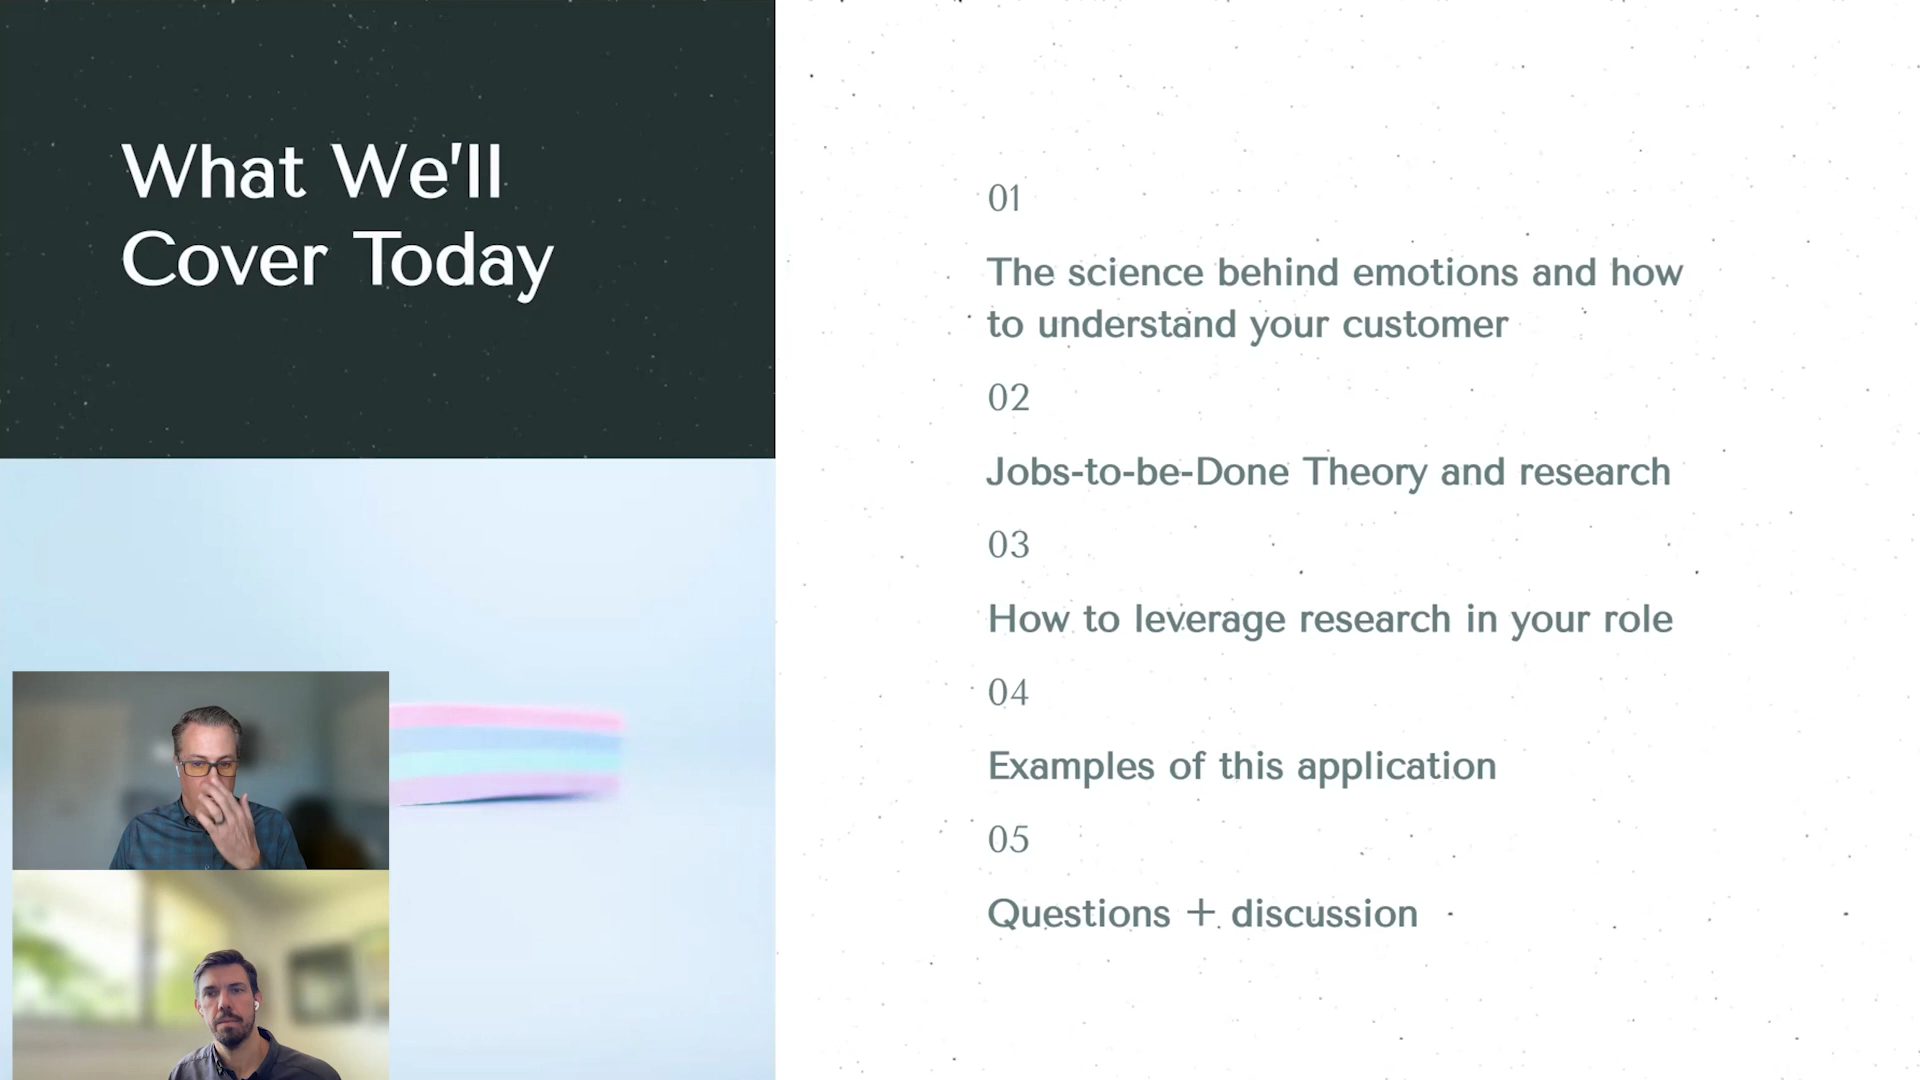 What We'll
Cover Today
01
The science behind emotions and how
to understand your customer
02
Jobs-to-be-Done Theory and research
03
How to leverage research in your role
04
Examples of this application
05
Questions + discussion